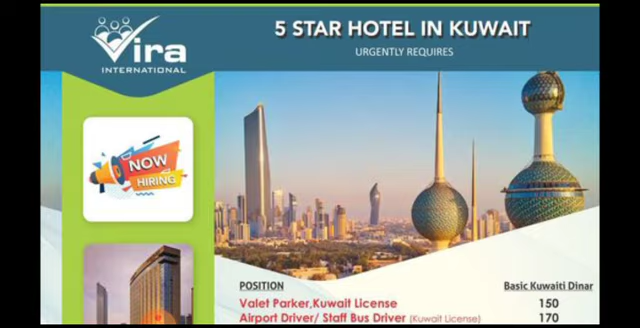 Vira
INTERNATIONAL
5 STAR HOTEL IN KUWAIT
URGENTLY REQUIRES
NOW
HIRING
POSITION Basic Kuwaiti Dinar
Valet Parker,Kuwait License 150
Airport Driver/ Staff Bus Driver (Kuwait License) 170